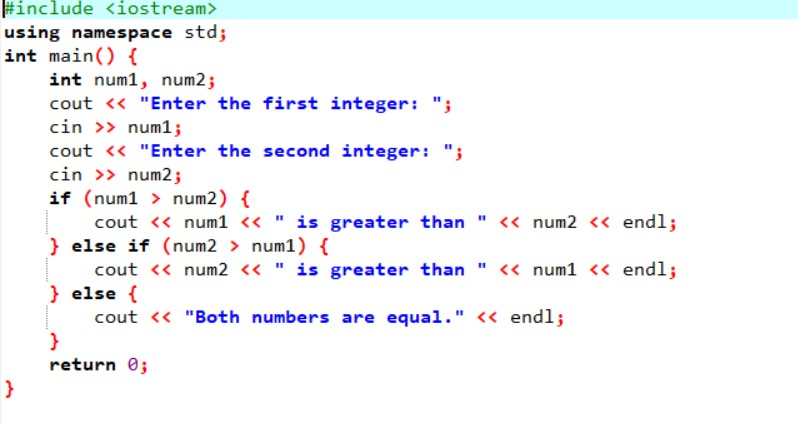 #include <iostream>
using namespace std;
int main() {
    int num1, num2;
    cout << "Enter the first integer: ";
    cin >> num1;
    cout << "Enter the second integer: ";
    cin >> num2;
    if (num1 > num2) {
        cout << num1 << " is greater than " << num2 << endl;
    } else if (num2 > num1) {
        cout << num2 << " is greater than " << num1 << endl;
    } else {
        cout << "Both numbers are equal." << endl;
    }
    return 0;
}